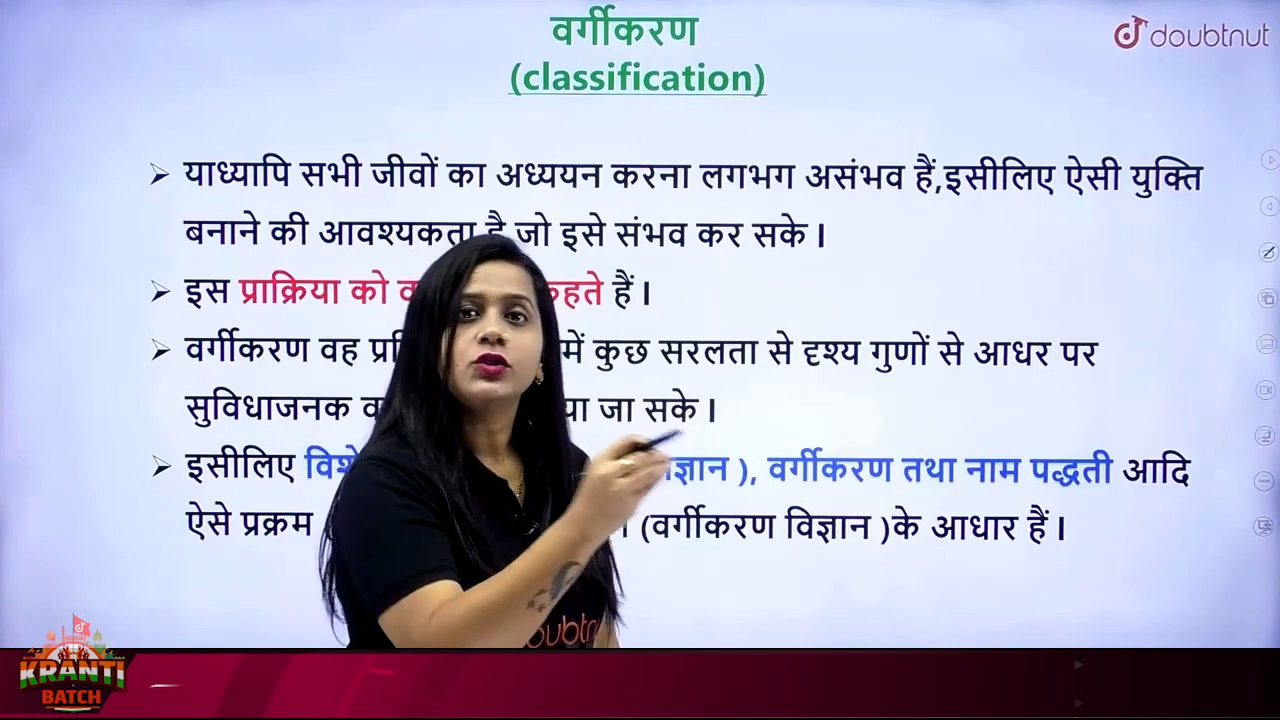 वर्गीकरण
(classification)
doubtnut
याध्यापि सभी जीवों का अध्ययन करना लगभग असंभव हैं,इसीलिए ऐसी युक्ति
बनाने की आवश्यकता है जो इसे संभव कर सके I
इस प्राक्रिया को कहते हैं I
वर्गीकरण वह में कुछ सरलता से दृश्य गुणों से आधर पर
सुविधाजनक जा सके I
इसीलिए ), वर्गीकरण तथा नाम पद्धती आदि
ऐसे प्रक्रम (वर्गीकरण विज्ञान )के आधार हैं I
KRANTI
BATCH